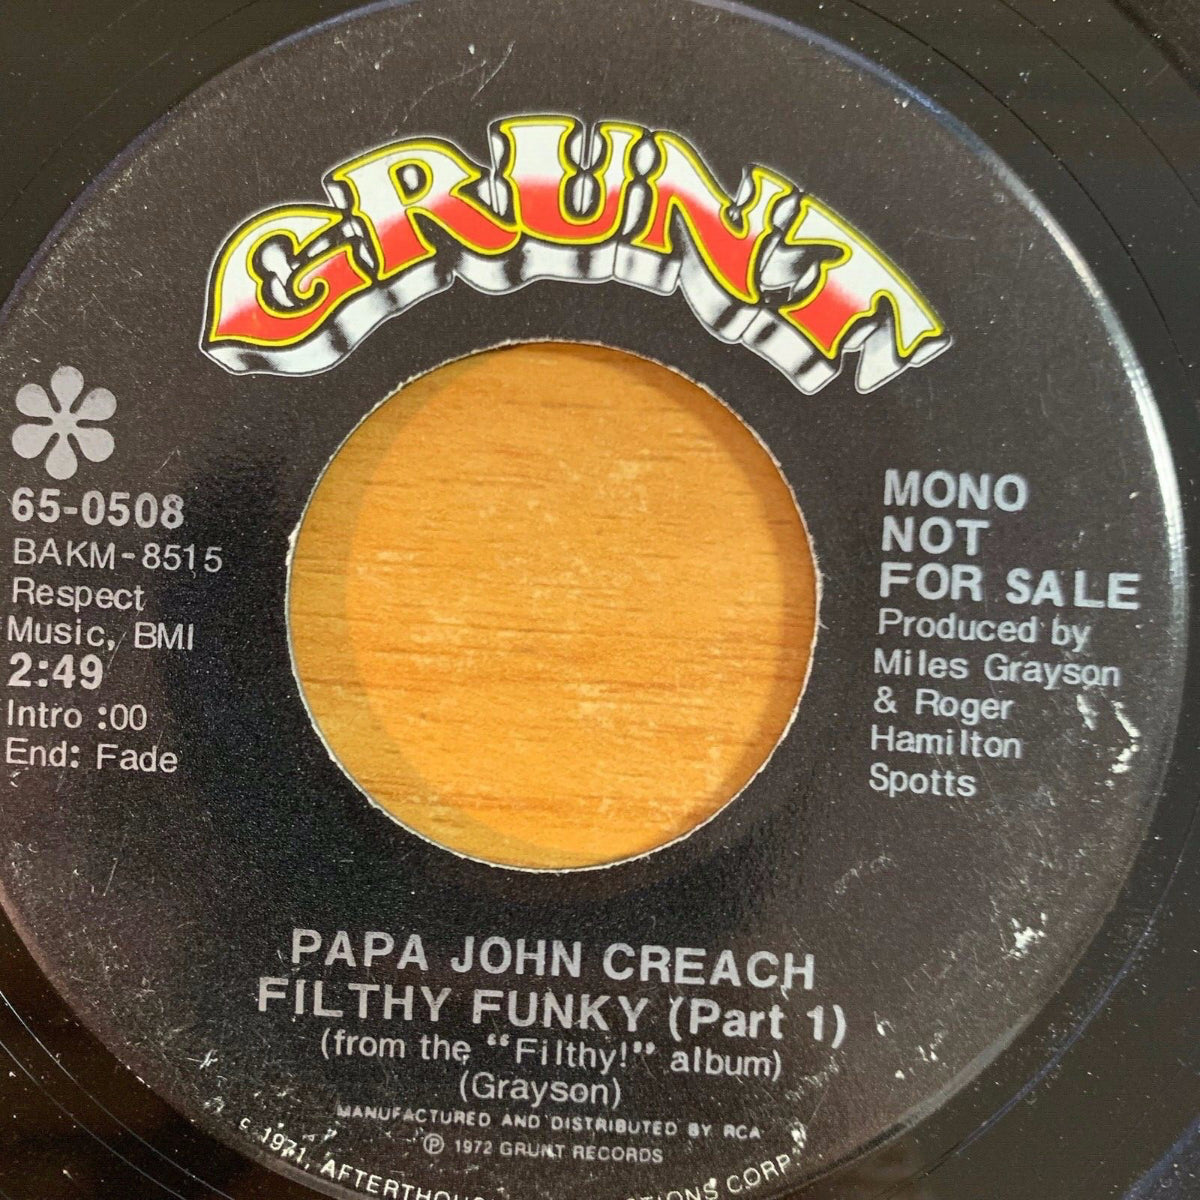 GRUNT
65-0508
BAKM-8515
Respect
Music, BMI
2:49
Intro :00
End: Fade
MONO
NOT
FOR SALE
Produced by
Miles Grayson
& Roger
Hamilton
Spotts
PAPA JOHN CREACH
FILTHY FUNKY (Part 1)
(from the "Filthy!" album)
(Grayson)
MANUFACTURED AND DISTRIBUTED BY RCA
℗ 1972 GRUNT RECORDS
1971, CORP.